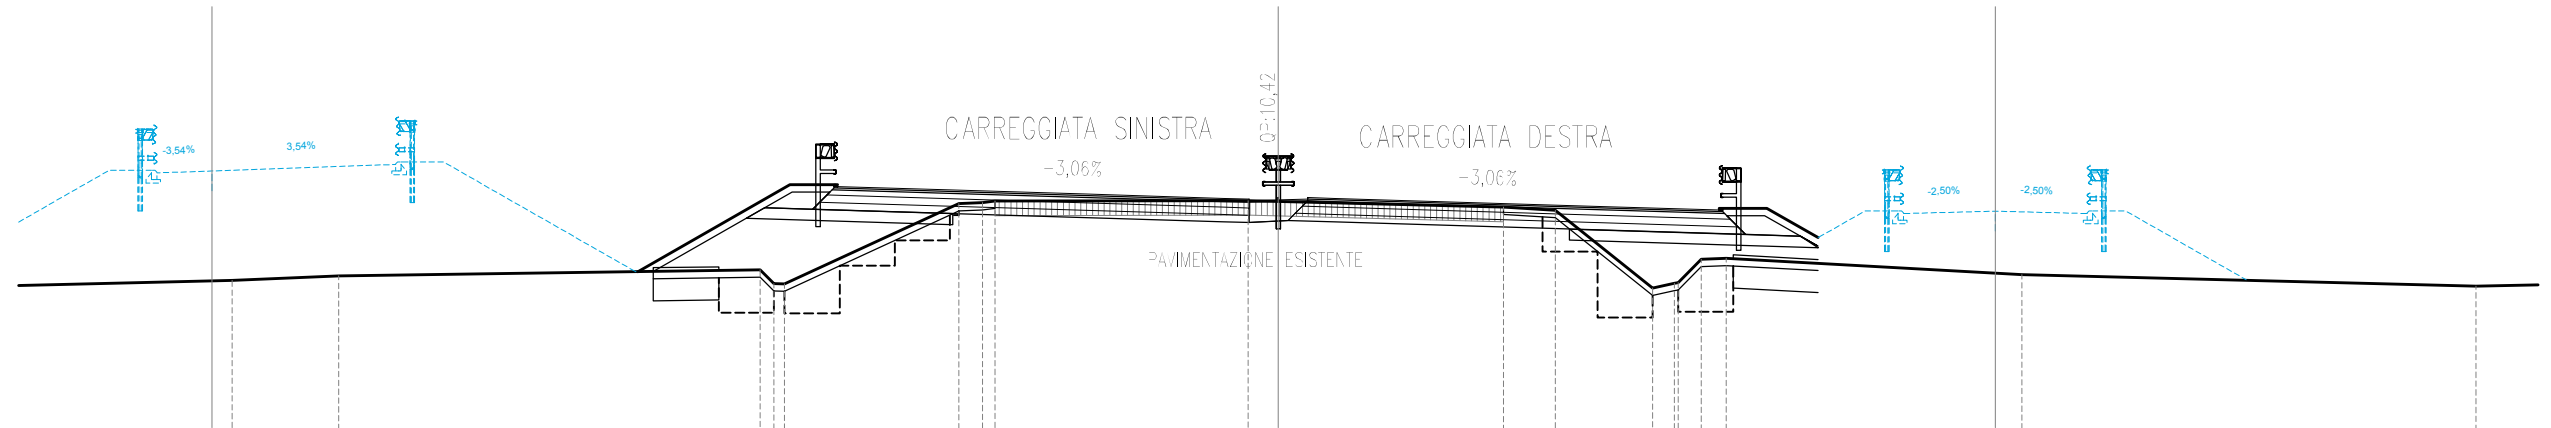 QP:10,42
CARREGGIATA SINISTRA
CARREGGIATA DESTRA
-3,54%
3,54%
-3,06%
-3,06%
-2,50%
-2,50%
PAVIMENTAZIONE ESISTENTE